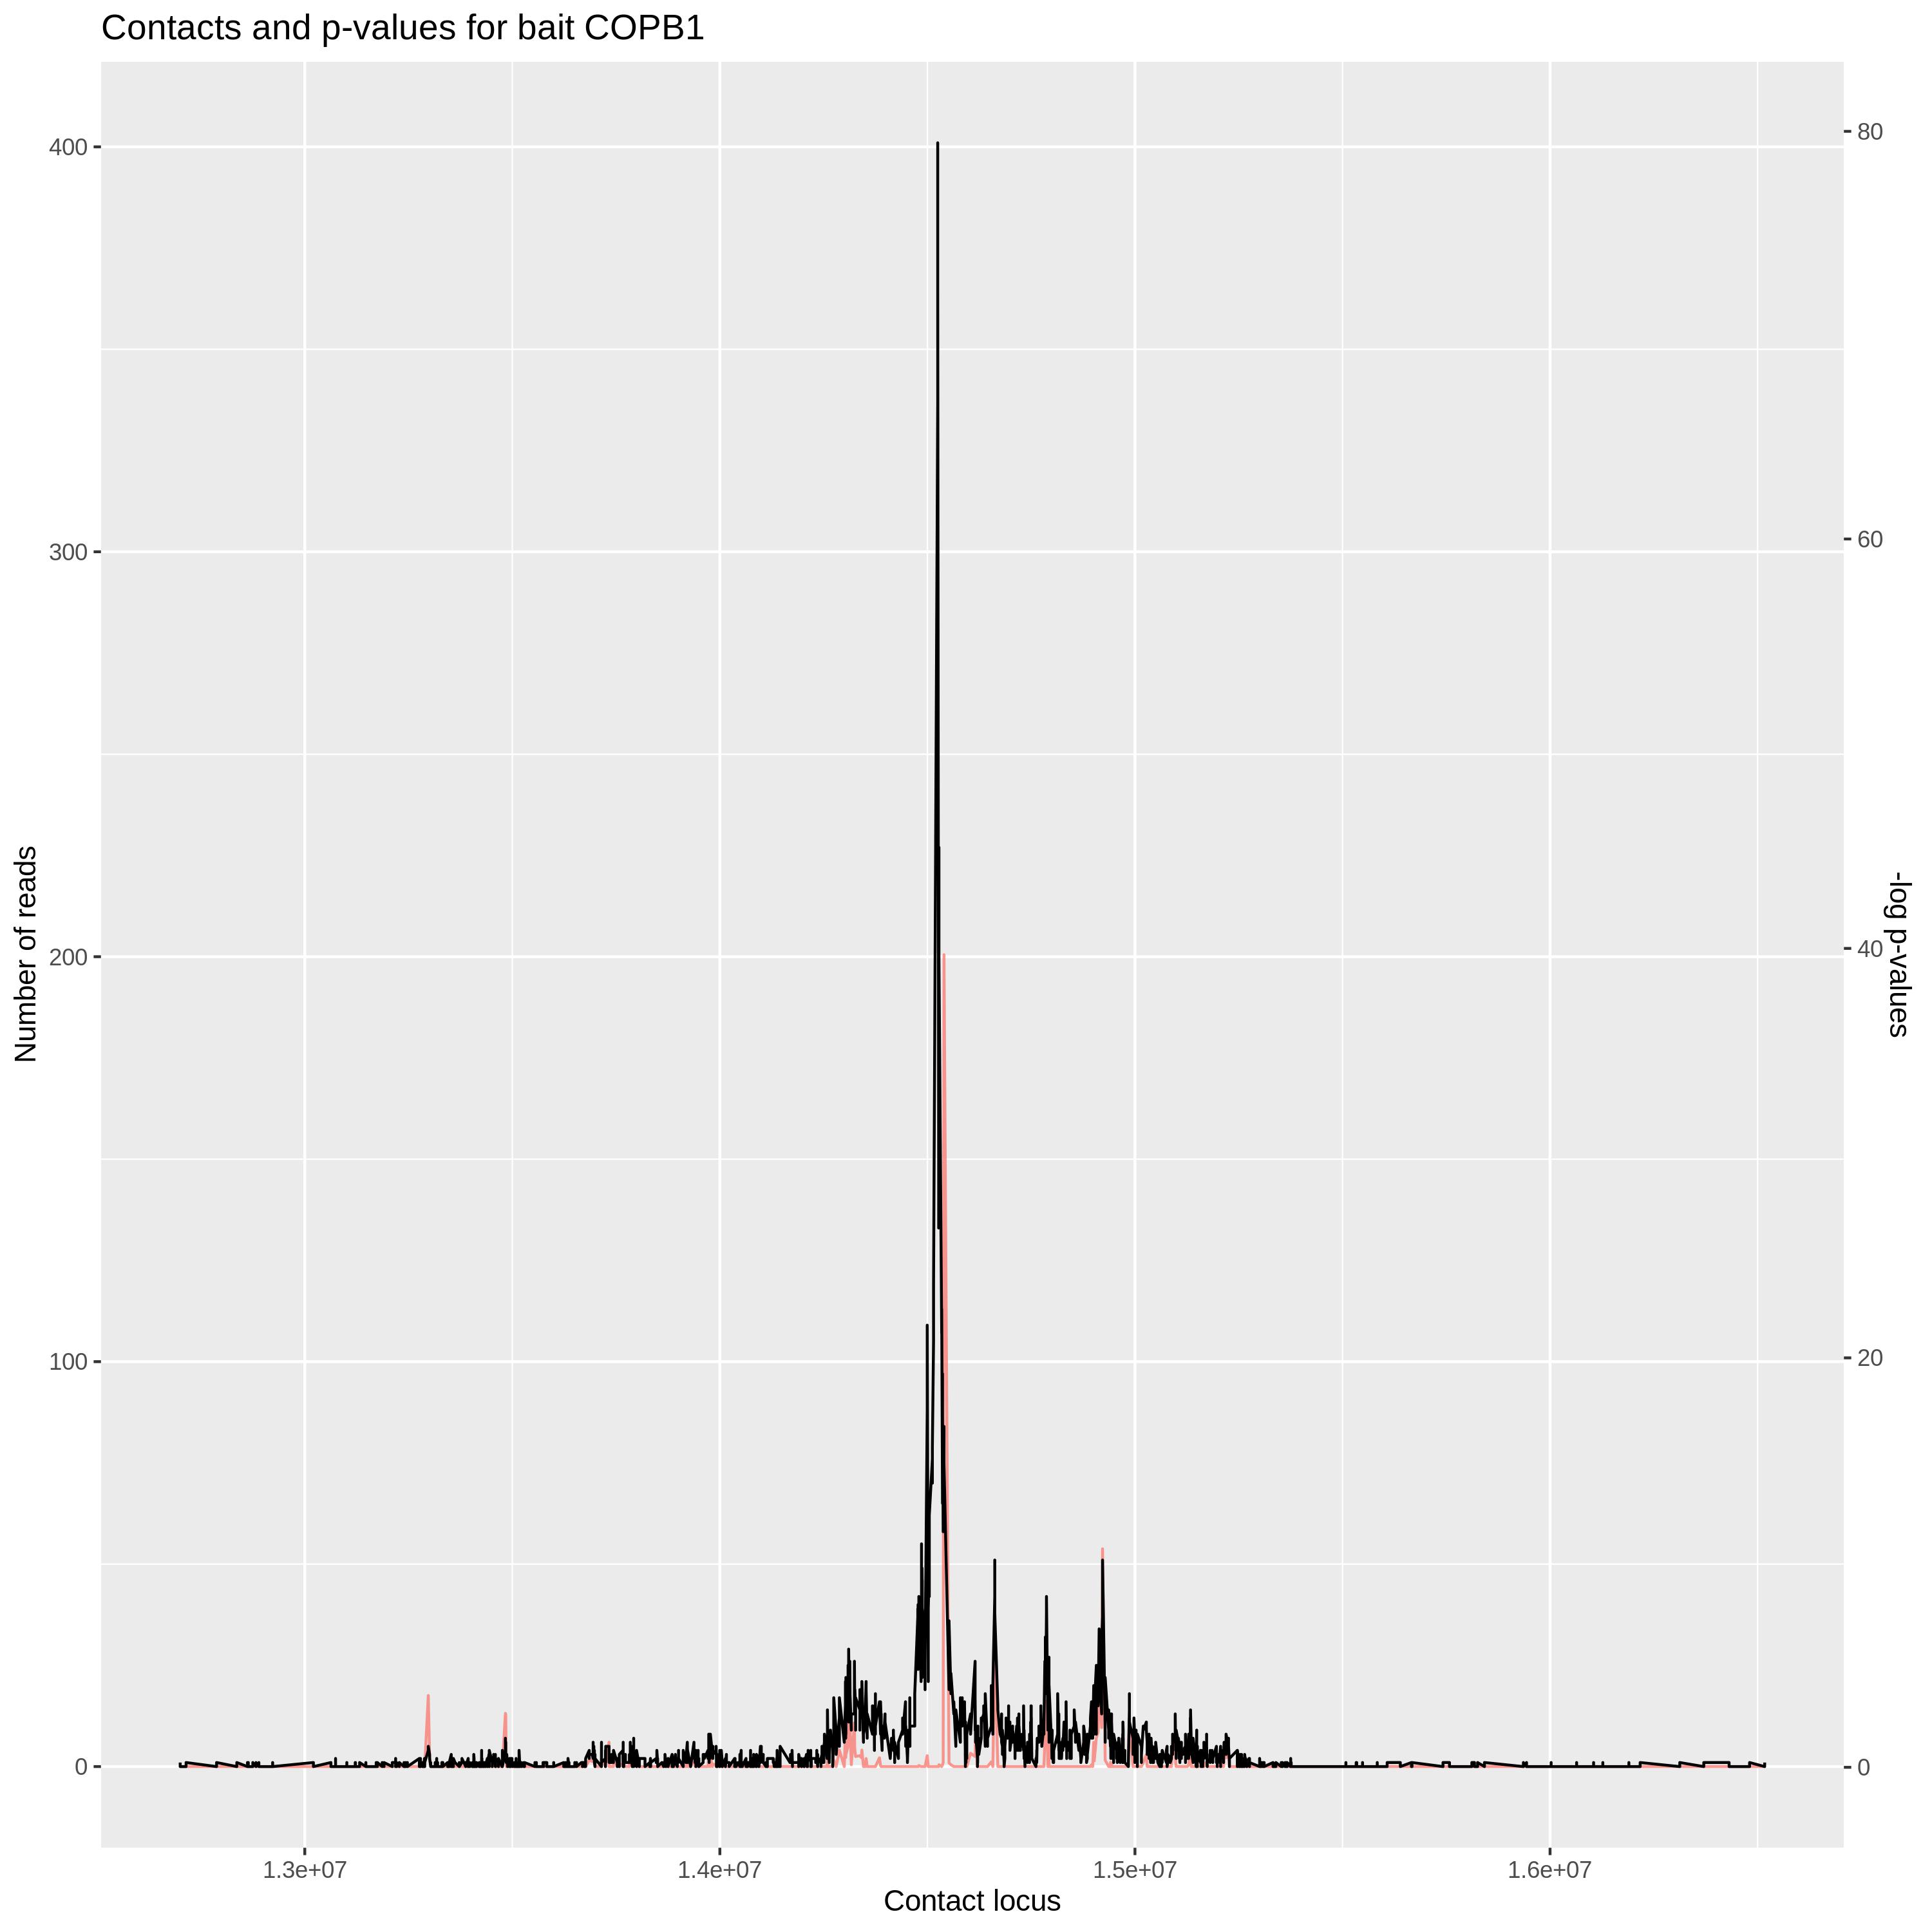 Contacts and p-values for bait COPB1
400
300
200
100
0
80
60
40
20
0
Number of reads
-log p-values
1.3e+07
1.4e+07
1.5e+07
1.6e+07
Contact locus